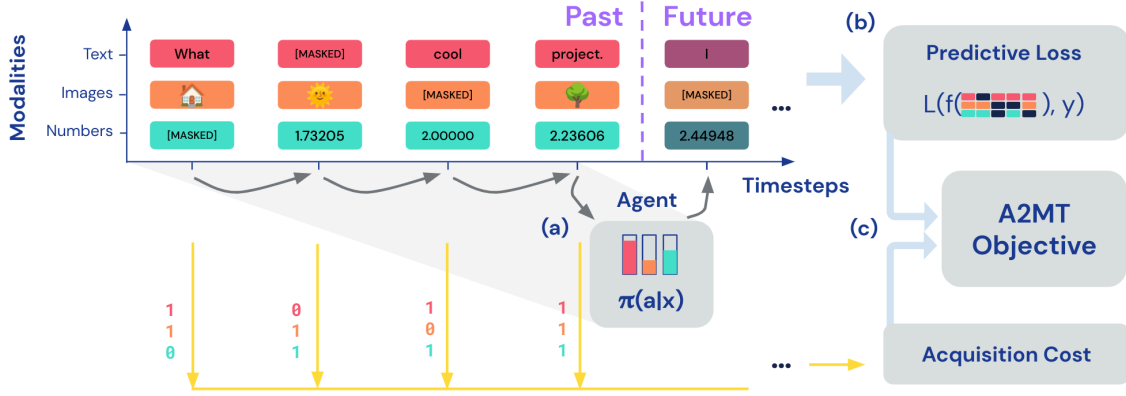 Past Future
Modalities
Text What [MASKED] cool project. I
Images [MASKED] [MASKED] ...
Numbers [MASKED] 1.73205 2.00000 2.23606 2.44948
Timesteps
(a) Agent
π(a|x)
1 0 1 1
1 1 0 1
0 1 1 1
...
(b) Predictive Loss
L(f( ), y)
(c) A2MT
Objective
Acquisition Cost